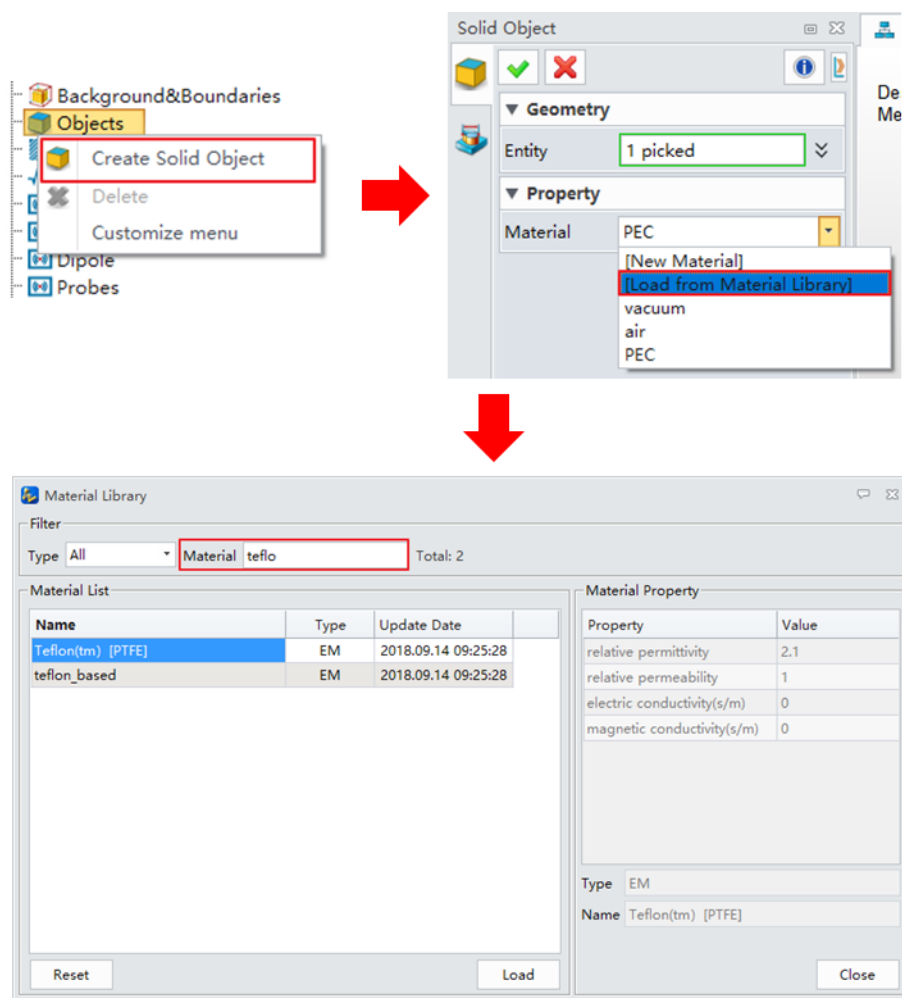 Background&Boundaries
Objects
Create Solid Object
Delete
Customize menu
Dipole
Probes
Solid Object
Geometry
Entity 1 picked
Property
Material PEC
[New Material]
[Load from Material Library]
vacuum
air
PEC
De
Me
Material Library
Filter
Type All Material teflo Total: 2
Material List
Name Type Update Date
Teflon(tm) [PTFE] EM 2018.09.14 09:25:28
teflon_based EM 2018.09.14 09:25:28
Reset Load
Material Property
Property Value
relative permittivity 2.1
relative permeability 1
electric conductivity(s/m) 0
magnetic conductivity(s/m) 0
Type EM
Name Teflon(tm) [PTFE]
Close